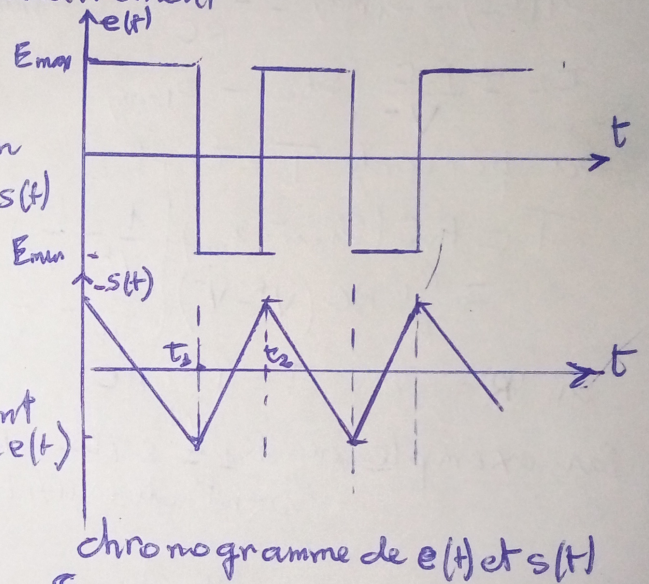 e(t)
Emax
t
s(t)
Emin
s(t)
t1
t2
t
e(t)
chronogramme de e(t) et s(t)